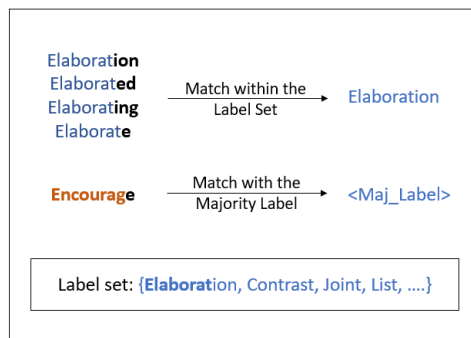 Elaboration
Elaborated
Elaborating
Elaborate
Match within the
Label Set
Elaboration
Encourage
Match with the
Majority Label
<Maj_Label>
Label set: {Elaboration, Contrast, Joint, List, ....}